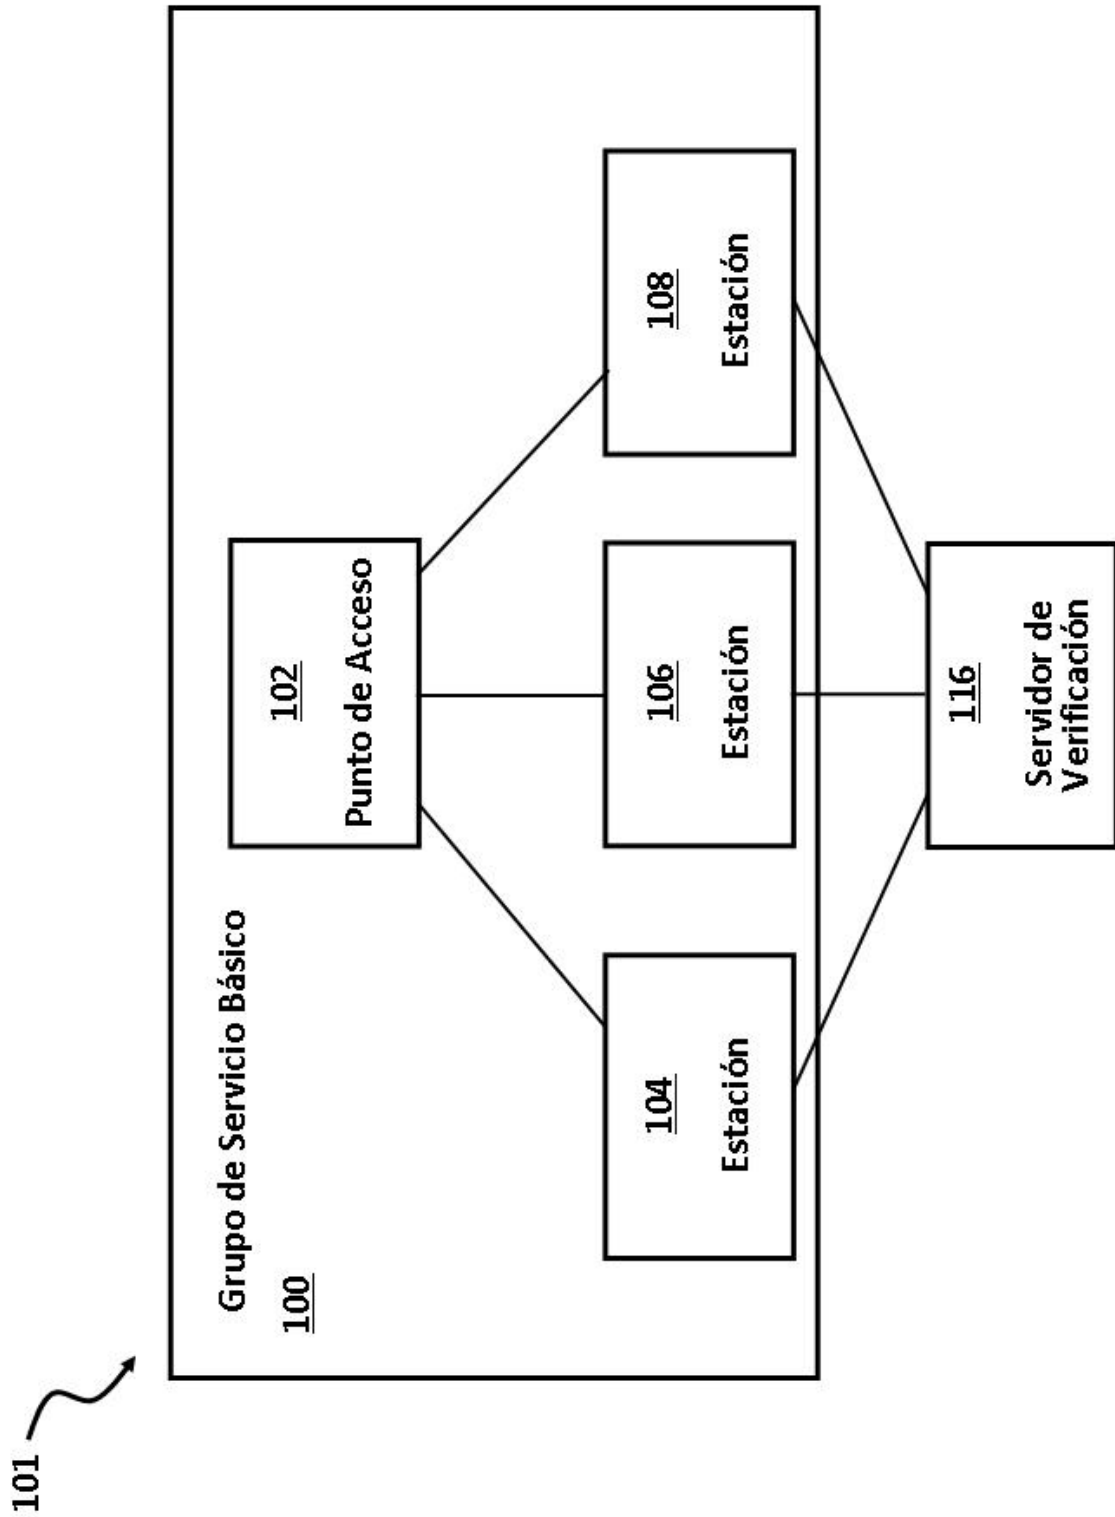 101
Grupo de Servicio Básico
100
102
Punto de Acceso
104
Estación
106
Estación
108
Estación
116
Servidor de
Verificación